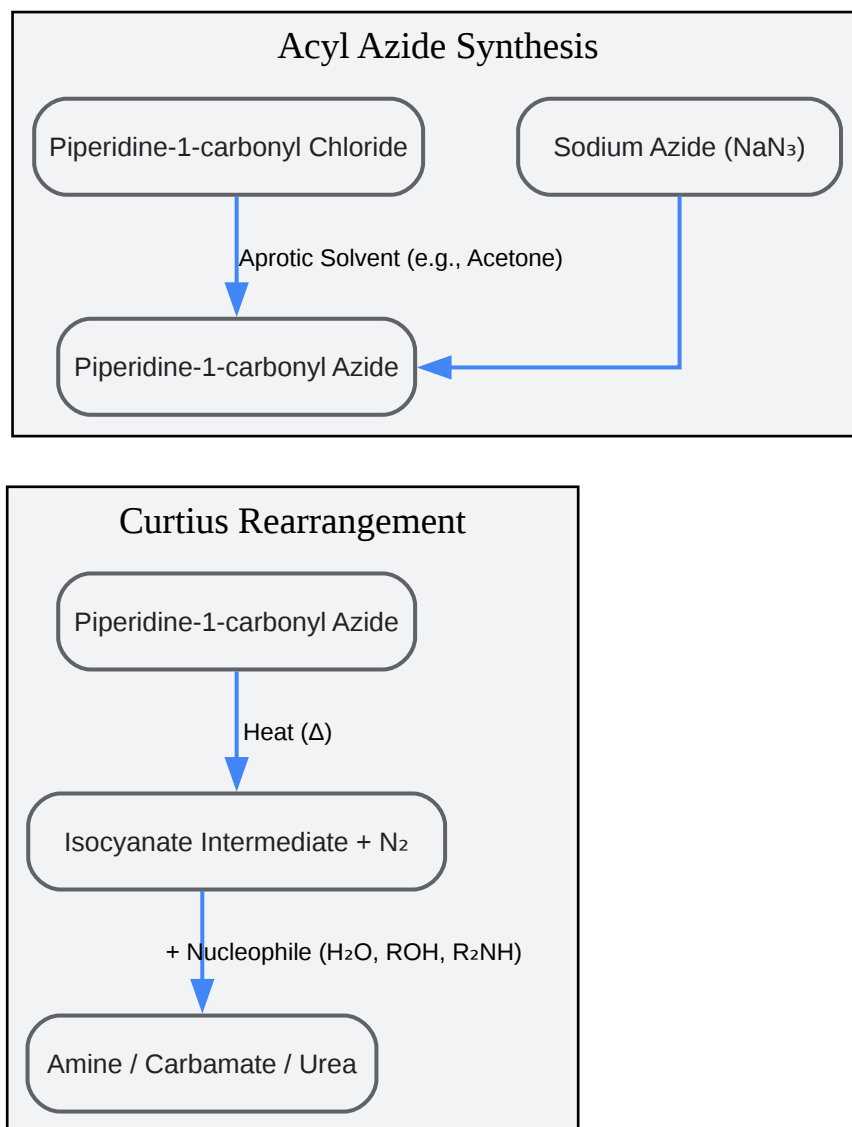 Acyl Azide Synthesis
Piperidine-1-carbonyl Chloride
Sodium Azide (NaN₃)
Aprotic Solvent (e.g., Acetone)
Piperidine-1-carbonyl Azide
Curtius Rearrangement
Piperidine-1-carbonyl Azide
Heat (Δ)
Isocyanate Intermediate + N₂
+ Nucleophile (H₂O, ROH, R₂NH)
Amine / Carbamate / Urea